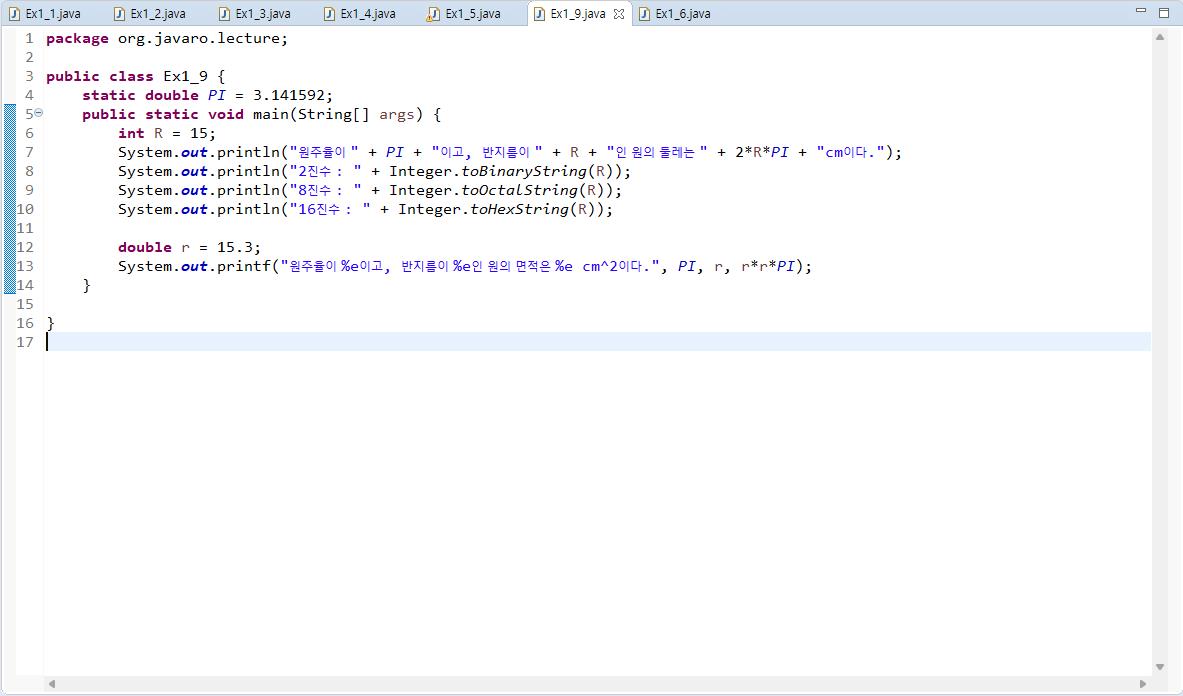 Ex1_1.java Ex1_2.java Ex1_3.java Ex1_4.java Ex1_5.java Ex1_9.java Ex1_6.java
1 package org.javaro.lecture;
2
3 public class Ex1_9 {
4     static double PI = 3.141592;
5     public static void main(String[] args) {
6         int R = 15;
7         System.out.println("원주율이 " + PI + "이고, 반지름이 " + R + "인 원의 둘레는 " + 2*R*PI + "cm이다.");
8         System.out.println("2진수 : " + Integer.toBinaryString(R));
9         System.out.println("8진수 : " + Integer.toOctalString(R));
10         System.out.println("16진수 : " + Integer.toHexString(R));
11
12         double r = 15.3;
13         System.out.printf("원주율이 %e이고, 반지름이 %e인 원의 면적은 %e cm^2이다.", PI, r, r*r*PI);
14     }
15
16 }
17